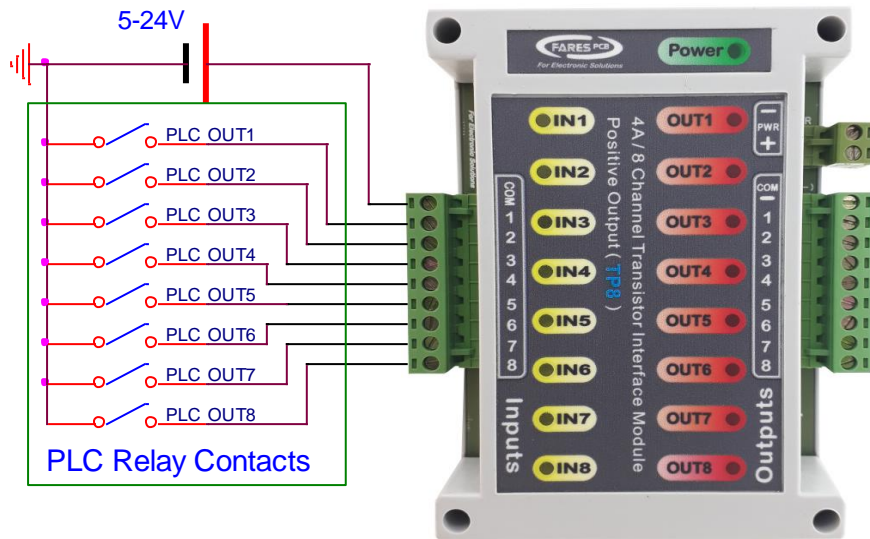 5-24V
PLC OUT1
PLC OUT2
PLC OUT3
PLC OUT4
PLC OUT5
PLC OUT6
PLC OUT7
PLC OUT8
PLC Relay Contacts
FARES PCB
For Electronic Solutions
Power
For Electronic Solutions
IN1
IN2
IN3
IN4
IN5
IN6
IN7
IN8
COM
1
2
3
4
5
6
7
8
Inputs
4A/8 Channel Transistor Interface Module
Positive Output ( TP8 )
OUT1
OUT2
OUT3
OUT4
OUT5
OUT6
OUT7
OUT8
− PWR +
COM −
1
2
3
4
5
6
7
8
Outputs